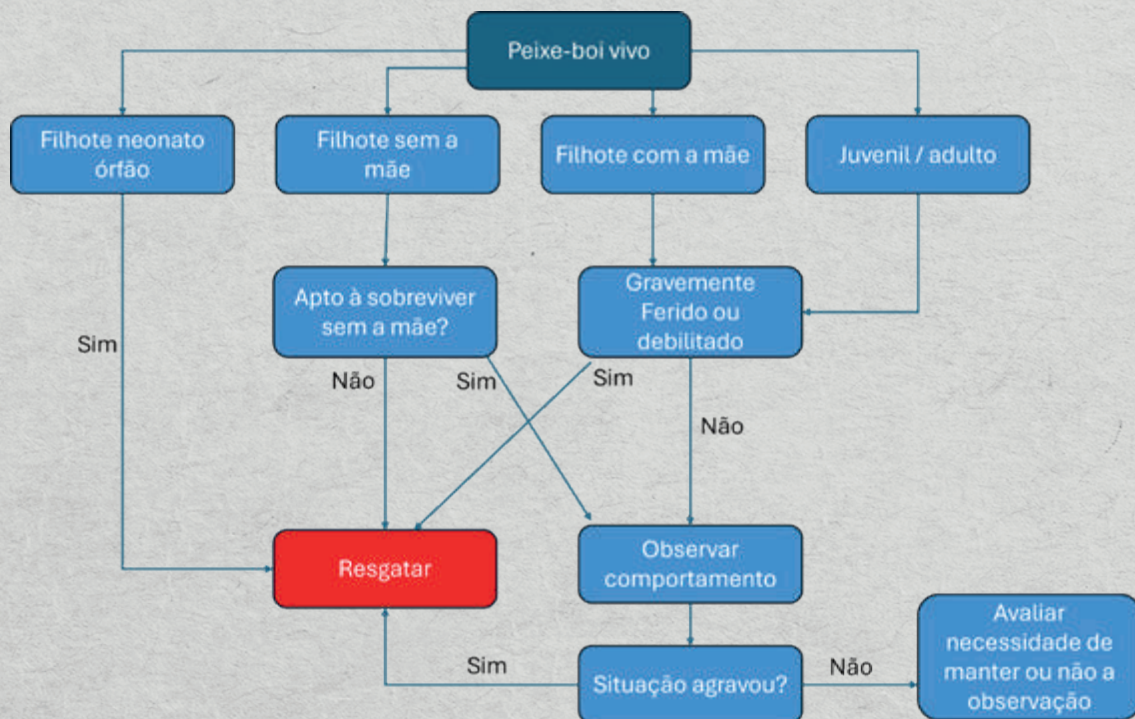 Peixe-boi vivo
Filhote neonato
órfão
Filhote sem a
mãe
Filhote com a mãe
Juvenil / adulto
Apto à sobreviver
sem a mãe?
Gravemente
Ferido ou
debilitado
Sim
Não
Sim
Sim
Não
Resgatar
Observar
comportamento
Avaliar
necessidade de
manter ou não a
observação
Sim
Situação agravou?
Não